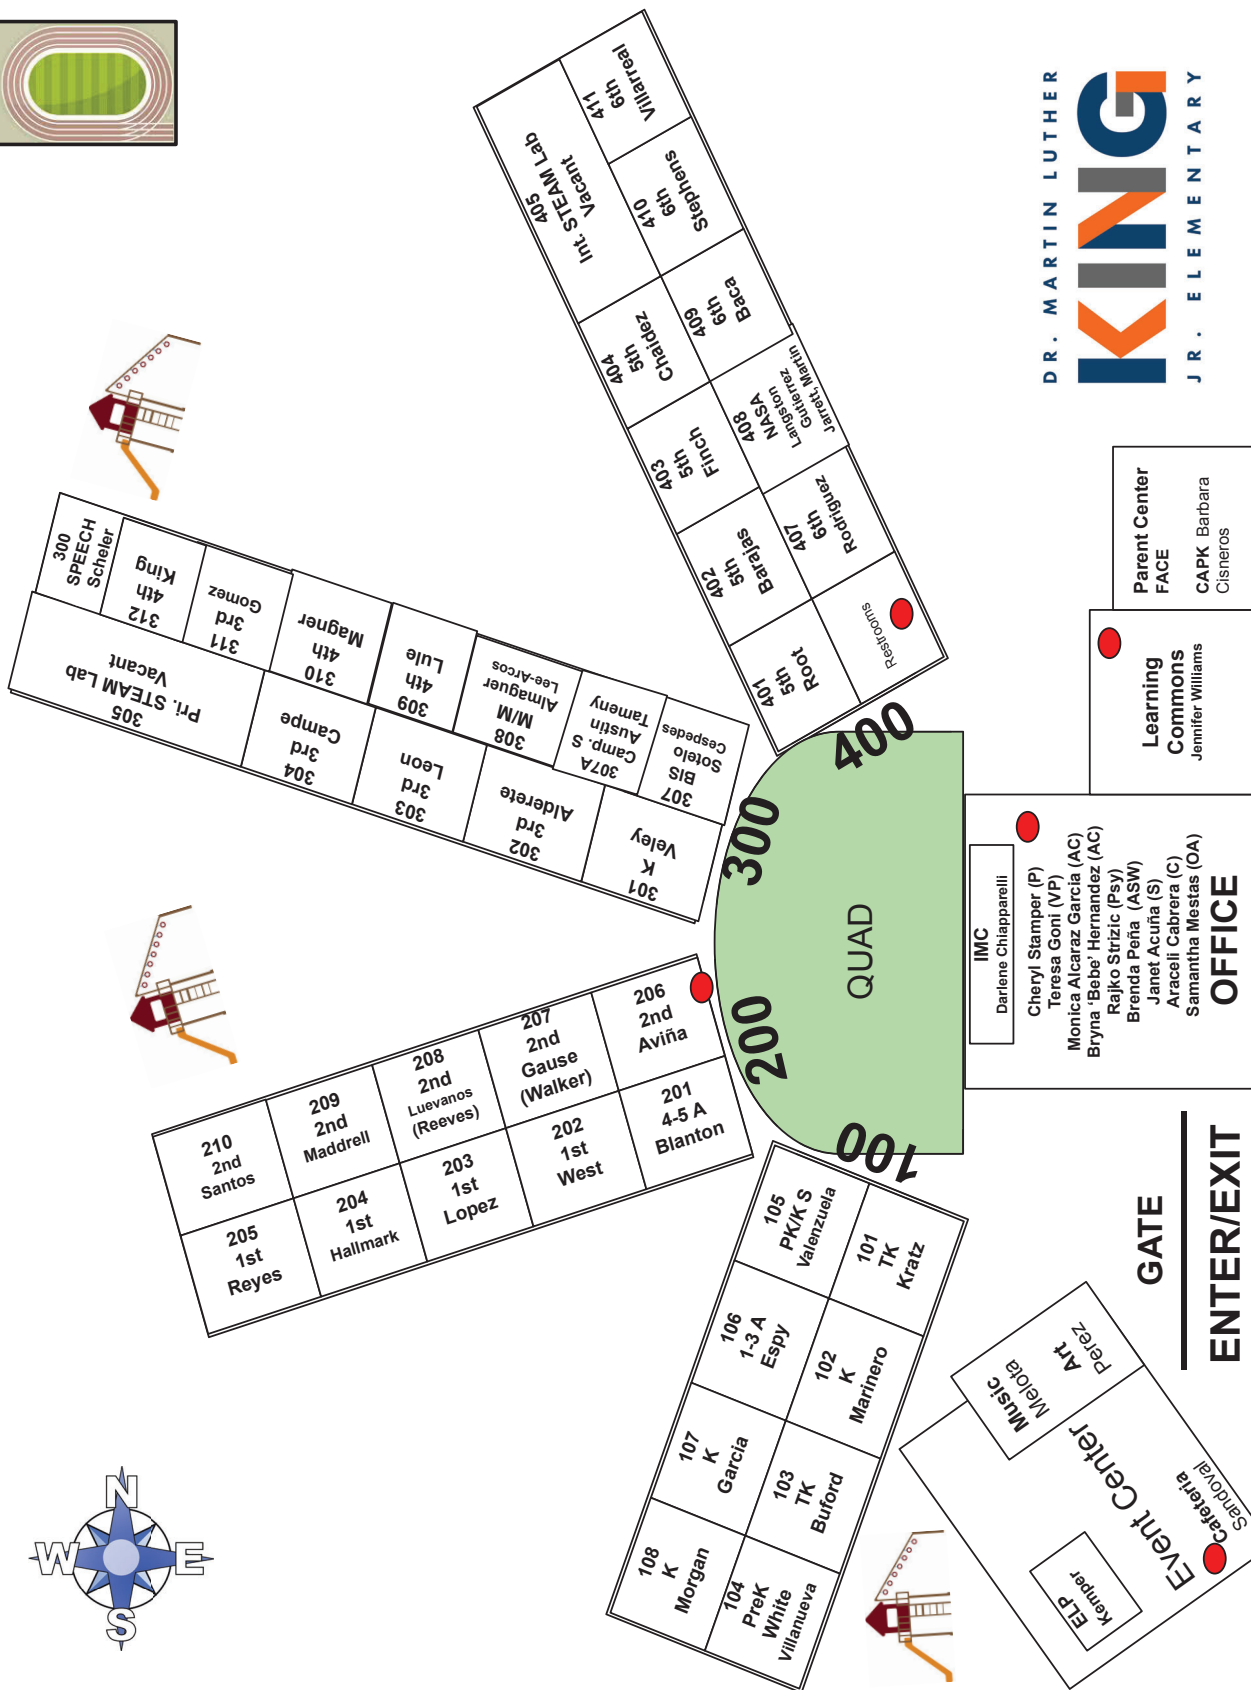 DR. MARTIN LUTHER
KING
JR. ELEMENTARY
405
Int. STEAM Lab
Vacant
411
6th
Villarreal
410
6th
Stephens
404
5th
Chaidez
409
6th
Baca
403
5th
Finch
408
NASA
Langston
Gutierrez
Jarrett, Martin
402
5th
Barajas
407
6th
Rodriguez
401
5th
Root
Restrooms
300
SPEECH
Scheler
305
Pri. STEAM Lab
Vacant
312
4th
King
311
3rd
Gomez
304
3rd
Campe
310
4th
Magner
303
3rd
Leon
309
4th
Lule
302
3rd
Alderete
308
M/M
Almaguer
Lee-Arcos
307A
Camp. S
Austin
Tameny
301
K
Veley
307
BIS
Sotelo
Cespedes
210
2nd
Santos
209
2nd
Maddrell
208
2nd
Luevanos
(Reeves)
207
2nd
Gause
(Walker)
206
2nd
Aviña
205
1st
Reyes
204
1st
Hallmark
203
1st
Lopez
202
1st
West
201
4-5 A
Blanton
105
PK/K S
Valenzuela
101
TK
Kratz
106
1-3 A
Espy
102
K
Marinero
107
K
Garcia
103
TK
Buford
108
K
Morgan
104
PreK
White
Villanueva
100
200
300
400
QUAD
IMC
Darlene Chiapparelli
Cheryl Stamper (P)
Teresa Goni (VP)
Monica Alcaraz Garcia (AC)
Bryna 'Bebe' Hernandez (AC)
Rajko Strizic (Psy)
Brenda Peña (ASW)
Janet Acuña (S)
Araceli Cabrera (C)
Samantha Mestas (OA)
OFFICE
Learning
Commons
Jennifer Williams
Parent Center
FACE
CAPK Barbara
Cisneros
GATE
ENTER/EXIT
Music
Melota
Art
Perez
Event Center
Cafeteria
Sandoval
ELP
Kemper
N
W
E
S